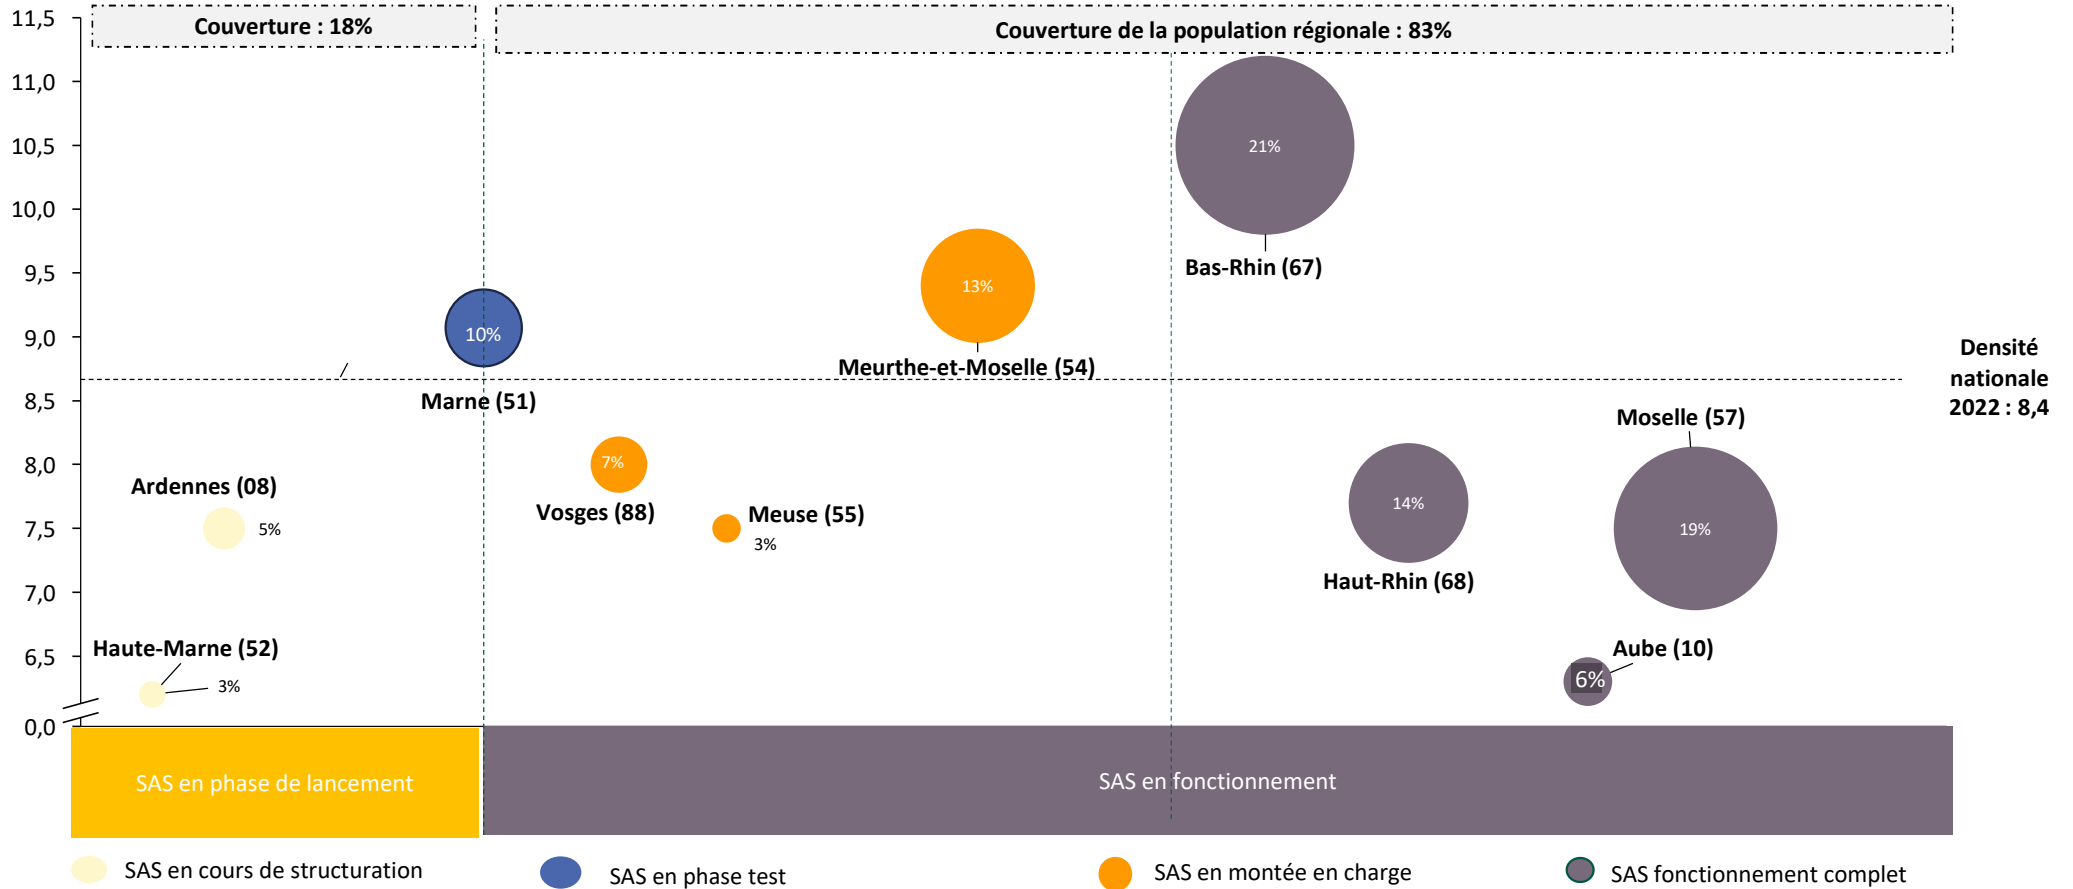 Couverture : 18%
Couverture de la population régionale : 83%
11,5
11,0
10,5
10,0
9,5
9,0
8,5
8,0
7,5
7,0
6,5
0,0
21%
Bas-Rhin (67)
13%
Meurthe-et-Moselle (54)
10%
Marne (51)
Densité
nationale
2022 : 8,4
Moselle (57)
19%
Ardennes (08)
5%
7%
Vosges (88)
Meuse (55)
3%
14%
Haut-Rhin (68)
Haute-Marne (52)
3%
Aube (10)
6%
SAS en phase de lancement
SAS en fonctionnement
SAS en cours de structuration
SAS en phase test
SAS en montée en charge
SAS fonctionnement complet